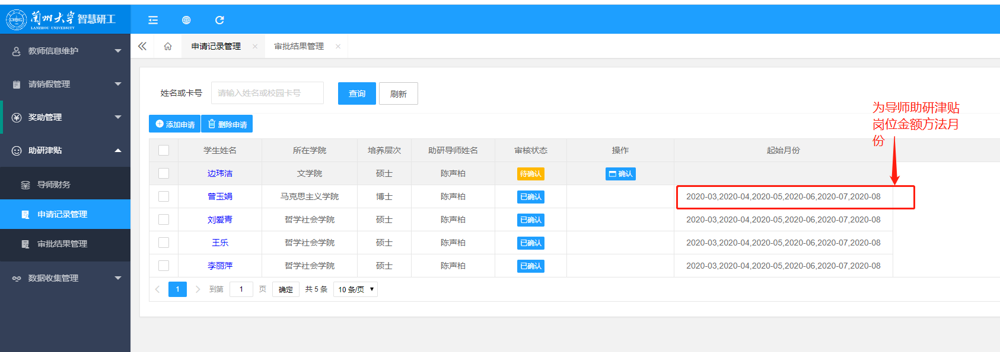 兰州大学 智慧研工
LANZHOU UNIVERSITY
教师信息维护
请销假管理
奖助管理
助研津贴
导师财务
申请记录管理
审批结果管理
数据收集管理
申请记录管理 × 审批结果管理 ×
姓名或卡号 请输入姓名或校园卡号 查询 刷新
为导师助研津贴
岗位金额方法月
份
添加申请 删除申请
学生姓名 所在学院 培养层次 助研导师姓名 审核状态 操作 起始月份
边玮洁 文学院 硕士 陈声柏 待确认 确认
曾玉娟 马克思主义学院 博士 陈声柏 已确认 2020-03,2020-04,2020-05,2020-06,2020-07,2020-08
刘爱青 哲学社会学院 硕士 陈声柏 已确认 2020-03,2020-04,2020-05,2020-06,2020-07,2020-08
王乐 哲学社会学院 硕士 陈声柏 已确认 2020-03,2020-04,2020-05,2020-06,2020-07,2020-08
李丽萍 哲学社会学院 硕士 陈声柏 已确认 2020-03,2020-04,2020-05,2020-06,2020-07,2020-08
1 到第 1 页 确定 共 5 条 10 条/页